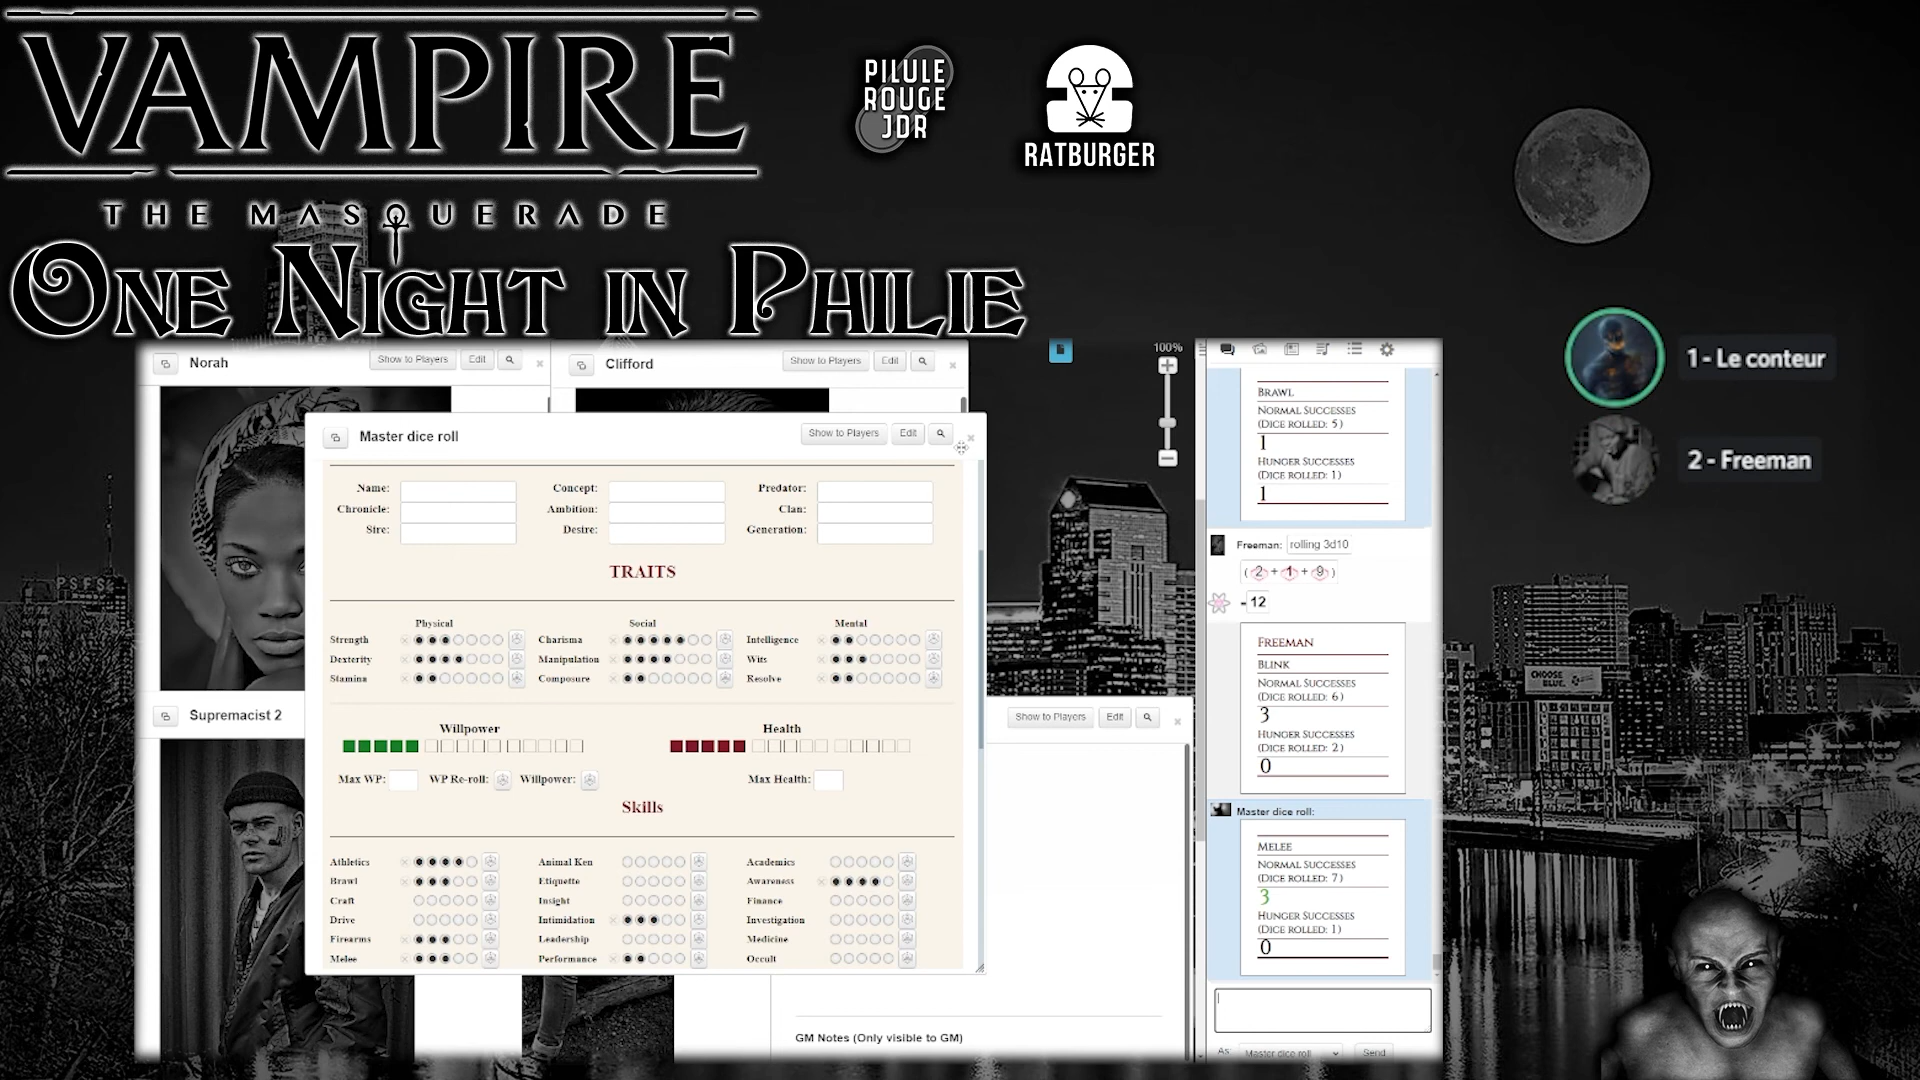 VAMPIRE
THE MASQUERADE
ONE NIGHT IN PHILIE
PILULE
ROUGE
JDR
RATBURGER
1 - Le conteur
2 - Freeman
PSFS
CHOOSE
BLUE.
Norah
Show to Players Edit
Clifford
Show to Players Edit
Master dice roll
Show to Players Edit
Name: Concept: Predator:
Chronicle: Ambition: Clan:
Sire: Desire: Generation:
TRAITS
Physical Social Mental
Strength Charisma Intelligence
Dexterity Manipulation Wits
Stamina Composure Resolve
Willpower Health
Max WP: WP Re-roll: Willpower: Max Health:
Skills
Athletics Animal Ken Academics
Brawl Etiquette Awareness
Craft Insight Finance
Drive Intimidation Investigation
Firearms Leadership Medicine
Melee Performance Occult
Supremacist 2
Show to Players Edit
GM Notes (Only visible to GM)
100%
BRAWL
NORMAL SUCCESSES
(DICE ROLLED: 5)
1
HUNGER SUCCESSES
(DICE ROLLED: 1)
1
Freeman: rolling 3d10
(2+1+9)
=12
FREEMAN
BLINK
NORMAL SUCCESSES
(DICE ROLLED: 6)
3
HUNGER SUCCESSES
(DICE ROLLED: 2)
0
Master dice roll:
MELEE
NORMAL SUCCESSES
(DICE ROLLED: 7)
3
HUNGER SUCCESSES
(DICE ROLLED: 1)
0
As: Master dice roll Send